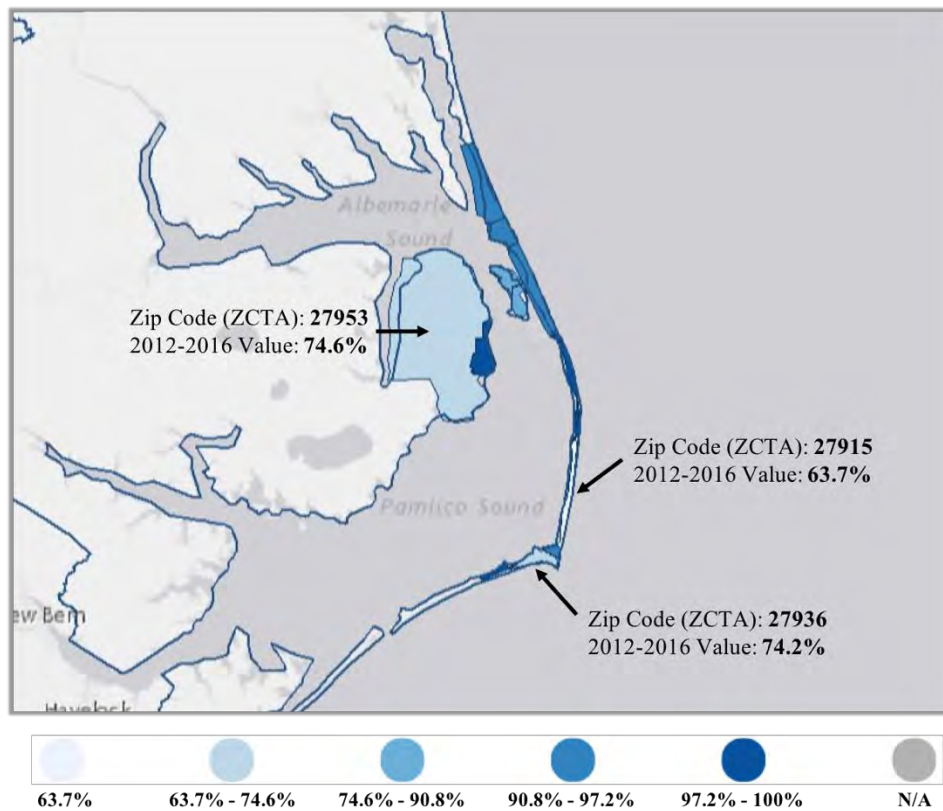 Albemarle
Sound
Zip Code (ZCTA): 27953
2012-2016 Value: 74.6%
Zip Code (ZCTA): 27915
2012-2016 Value: 63.7%
Pamlico Sound
Zip Code (ZCTA): 27936
2012-2016 Value: 74.2%
ew Bern
Havelock
63.7%
63.7% - 74.6%
74.6% - 90.8%
90.8% - 97.2%
97.2% - 100%
N/A